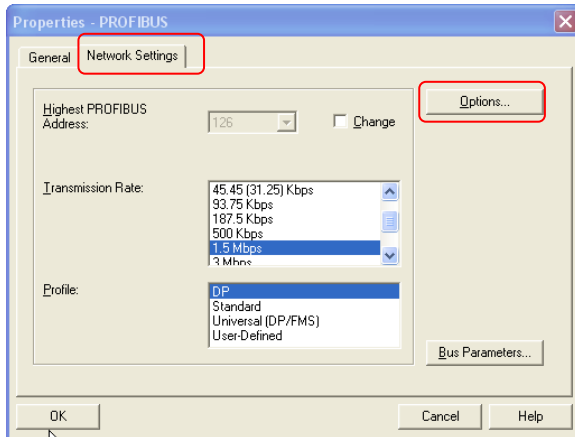 Properties - PROFIBUS
General
Network Settings
Highest PROFIBUS
Address:
126
Change
Options...
Transmission Rate:
45.45 (31.25) Kbps
93.75 Kbps
187.5 Kbps
500 Kbps
1.5 Mbps
3 Mbps
Profile:
DP
Standard
Universal (DP/FMS)
User-Defined
Bus Parameters...
OK
Cancel
Help